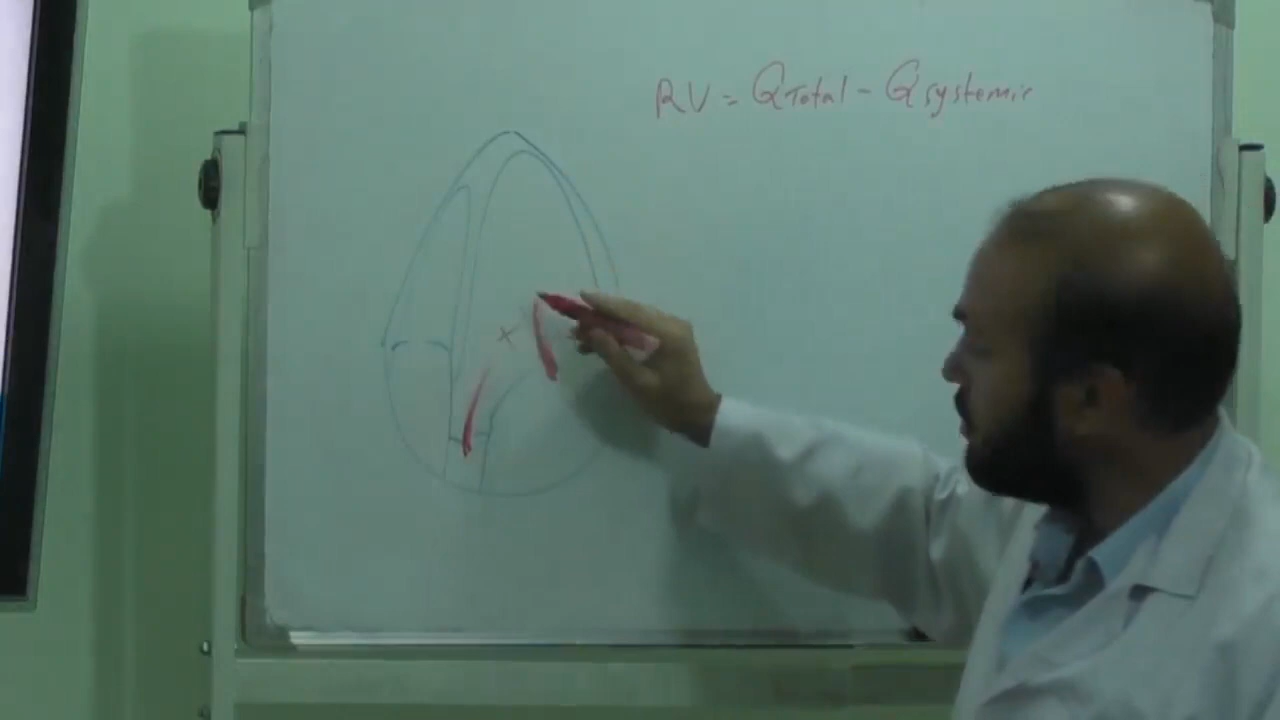 RV = QTotal - Qsystemic
x